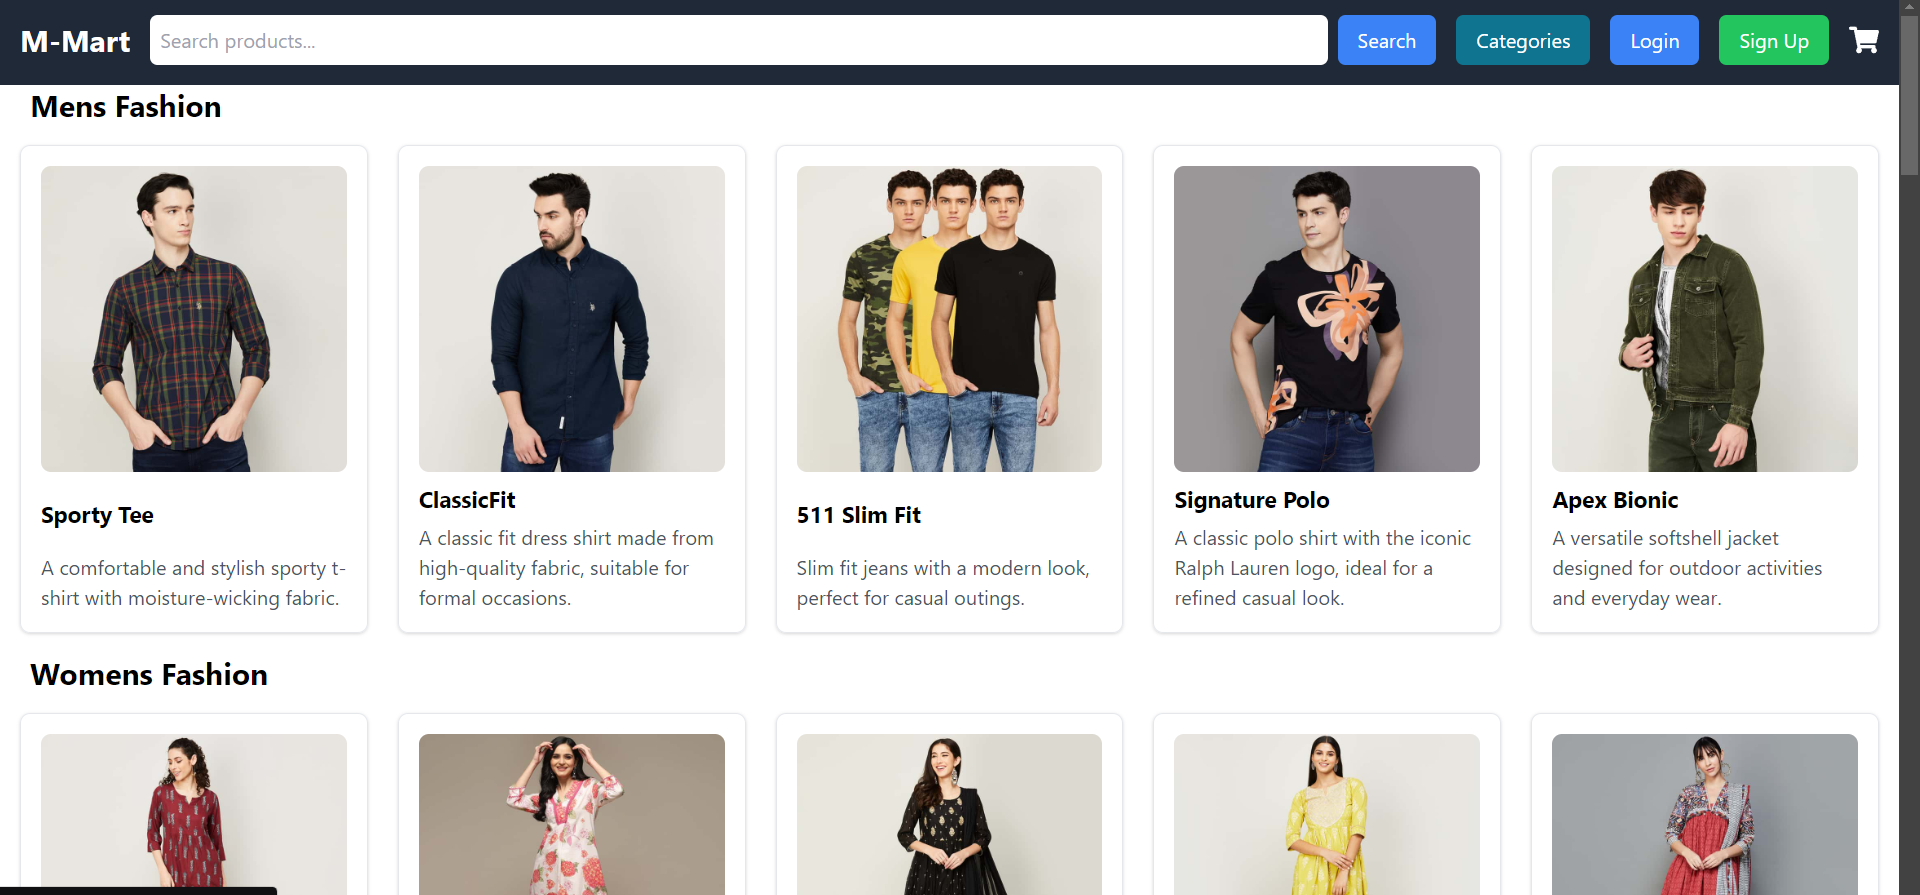 M-Mart
Search products...
Search
Categories
Login
Sign Up
Mens Fashion
Sporty Tee
A comfortable and stylish sporty t-
shirt with moisture-wicking fabric.
ClassicFit
A classic fit dress shirt made from
high-quality fabric, suitable for
formal occasions.
511 Slim Fit
Slim fit jeans with a modern look,
perfect for casual outings.
Signature Polo
A classic polo shirt with the iconic
Ralph Lauren logo, ideal for a
refined casual look.
Apex Bionic
A versatile softshell jacket
designed for outdoor activities
and everyday wear.
Womens Fashion